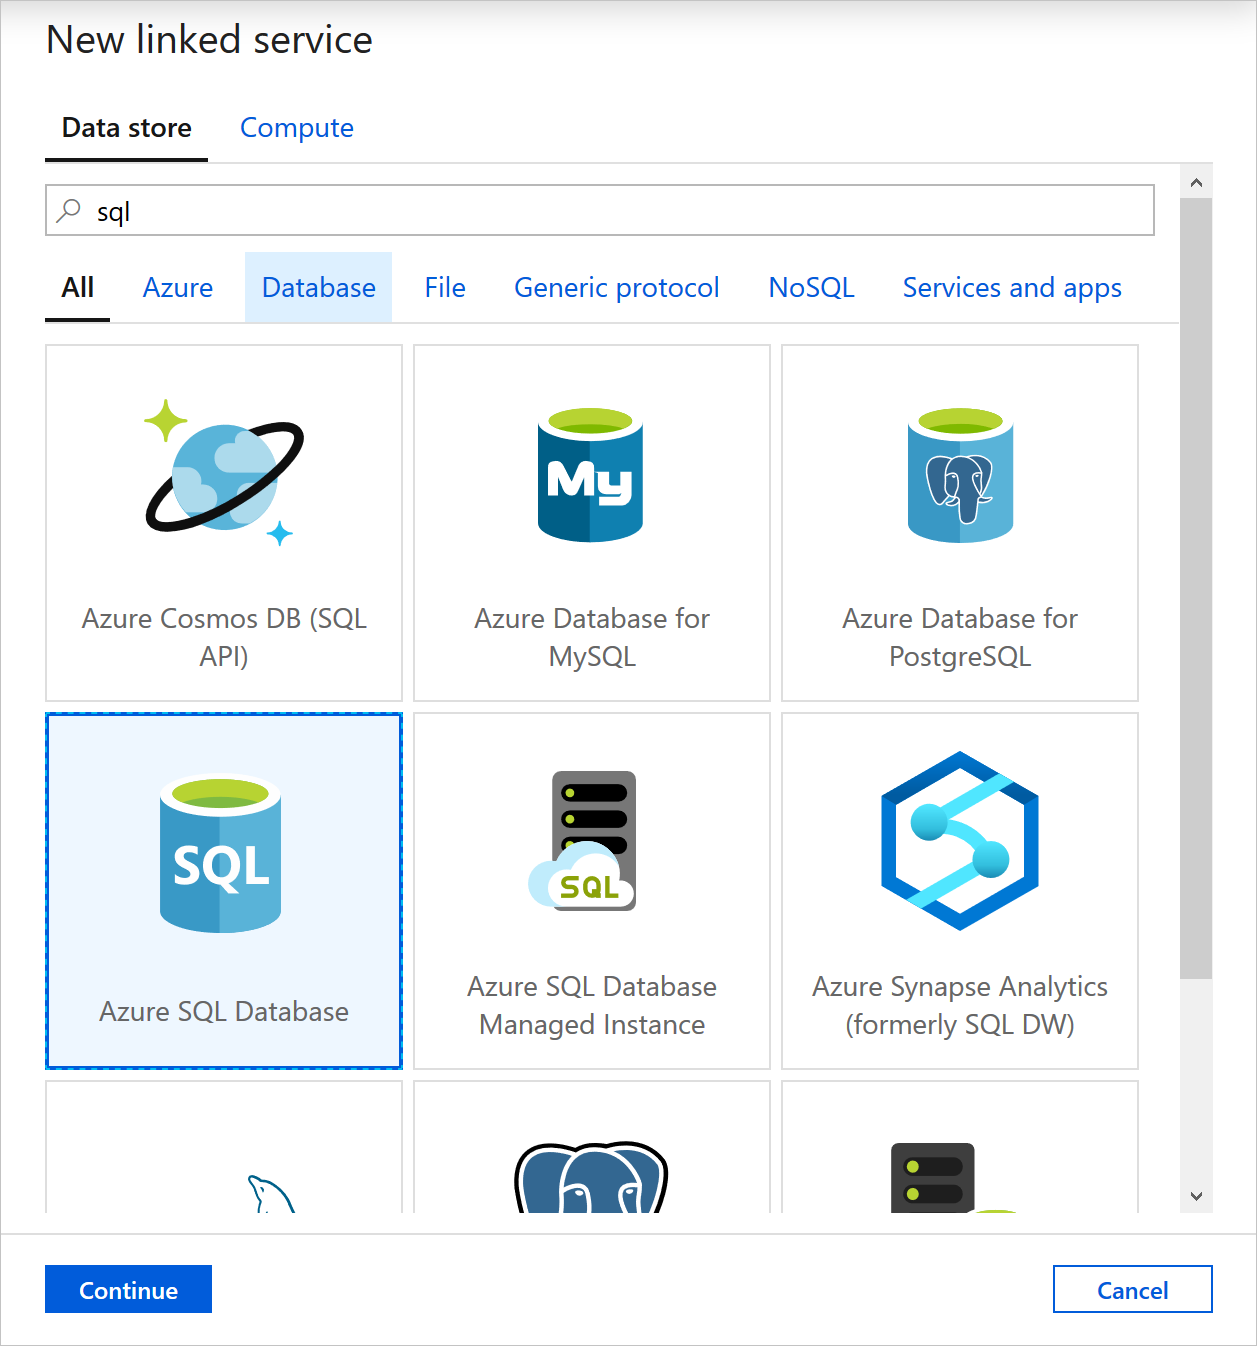 New linked service
Data store Compute
sql
All Azure Database File Generic protocol NoSQL Services and apps
My
Azure Cosmos DB (SQL
API)
Azure Database for
MySQL
Azure Database for
PostgreSQL
SQL
SQL
Azure SQL Database
Azure SQL Database
Managed Instance
Azure Synapse Analytics
(formerly SQL DW)
Continue Cancel